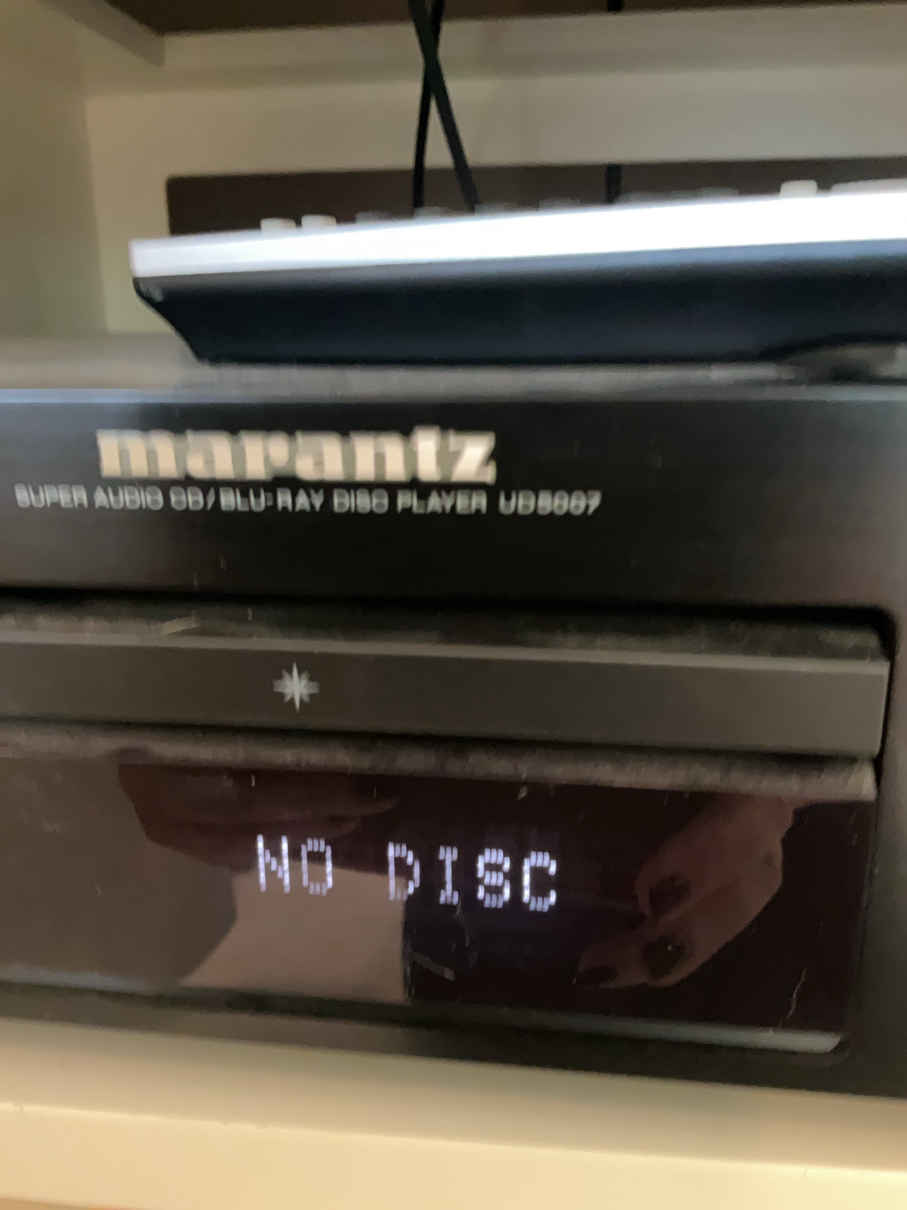 marantz
SUPER AUDIO CD/BLU-RAY DISC PLAYER UD5007
NO DISC